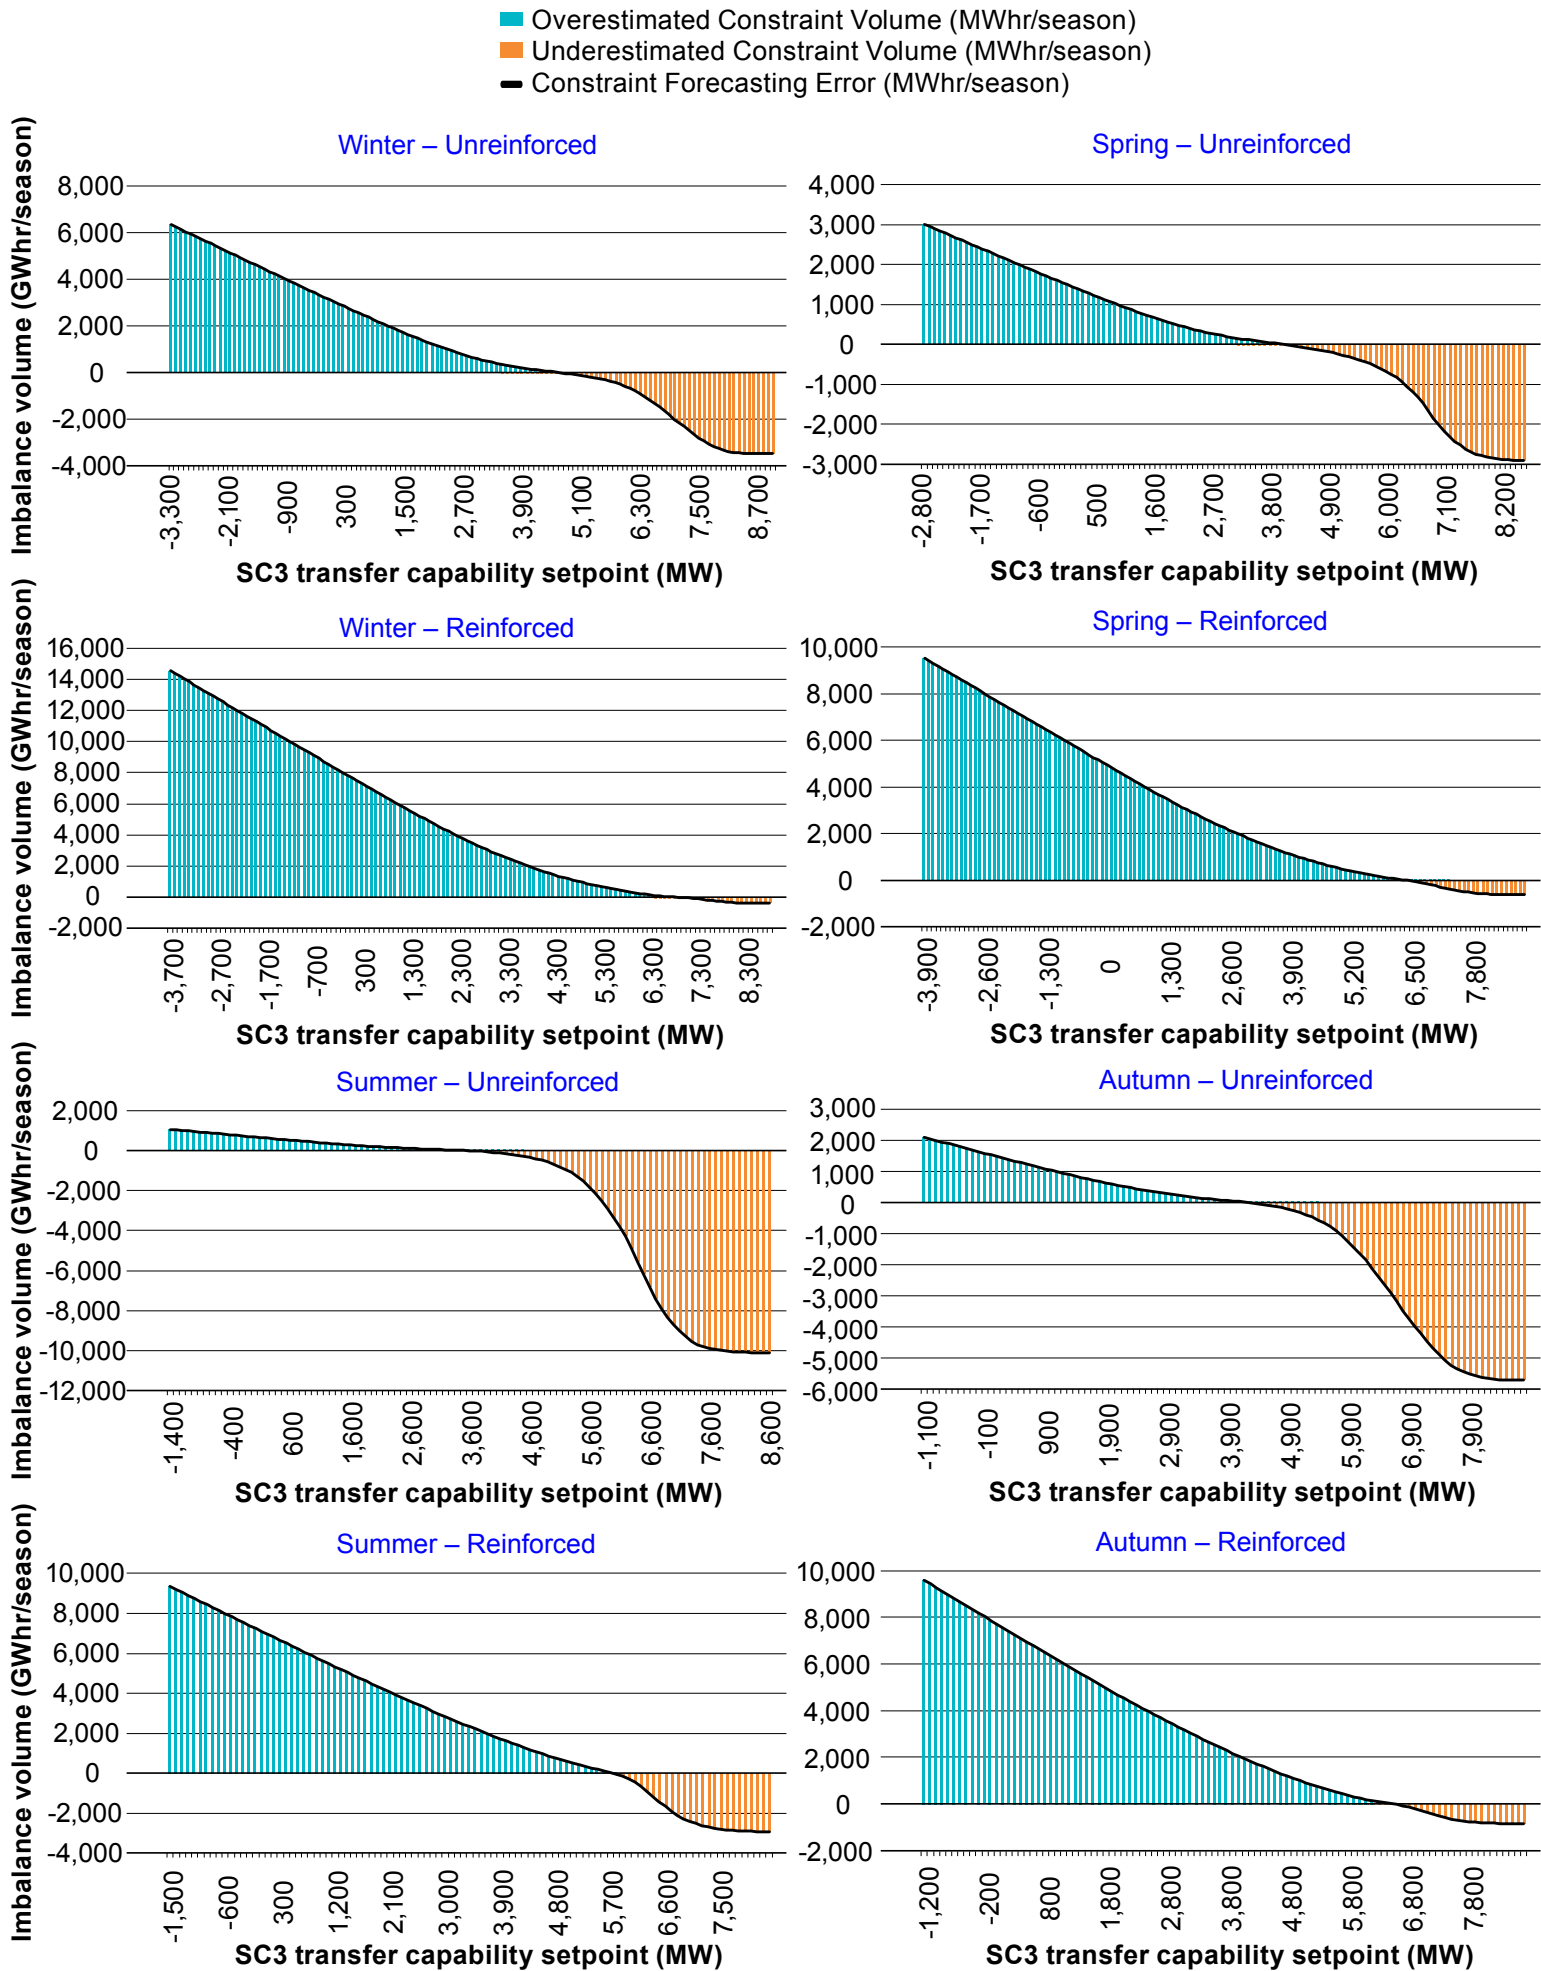 Overestimated Constraint Volume (MWhr/season)
Underestimated Constraint Volume (MWhr/season)
Constraint Forecasting Error (MWhr/season)
Winter – Unreinforced
Imbalance volume (GWhr/season)
8,000
6,000
4,000
2,000
0
-2,000
-4,000
-3,300 -2,100 -900 300 1,500 2,700 3,900 5,100 6,300 7,500 8,700
SC3 transfer capability setpoint (MW)
Spring – Unreinforced
4,000
3,000
2,000
1,000
0
-1,000
-2,000
-3,000
-2,800 -1,700 -600 500 1,600 2,700 3,800 4,900 6,000 7,100 8,200
SC3 transfer capability setpoint (MW)
Winter – Reinforced
Imbalance volume (GWhr/season)
16,000
14,000
12,000
10,000
8,000
6,000
4,000
2,000
0
-2,000
-3,700 -2,700 -1,700 -700 300 1,300 2,300 3,300 4,300 5,300 6,300 7,300 8,300
SC3 transfer capability setpoint (MW)
Spring – Reinforced
10,000
8,000
6,000
4,000
2,000
0
-2,000
-3,900 -2,600 -1,300 0 1,300 2,600 3,900 5,200 6,500 7,800
SC3 transfer capability setpoint (MW)
Summer – Unreinforced
Imbalance volume (GWhr/season)
2,000
0
-2,000
-4,000
-6,000
-8,000
-10,000
-12,000
-1,400 -400 600 1,600 2,600 3,600 4,600 5,600 6,600 7,600 8,600
SC3 transfer capability setpoint (MW)
Autumn – Unreinforced
3,000
2,000
1,000
0
-1,000
-2,000
-3,000
-4,000
-5,000
-6,000
-1,100 -100 900 1,900 2,900 3,900 4,900 5,900 6,900 7,900
SC3 transfer capability setpoint (MW)
Summer – Reinforced
Imbalance volume (GWhr/season)
10,000
8,000
6,000
4,000
2,000
0
-2,000
-4,000
-1,500 -600 300 1,200 2,100 3,000 3,900 4,800 5,700 6,600 7,500
SC3 transfer capability setpoint (MW)
Autumn – Reinforced
10,000
8,000
6,000
4,000
2,000
0
-2,000
-1,200 -200 800 1,800 2,800 3,800 4,800 5,800 6,800 7,800
SC3 transfer capability setpoint (MW)